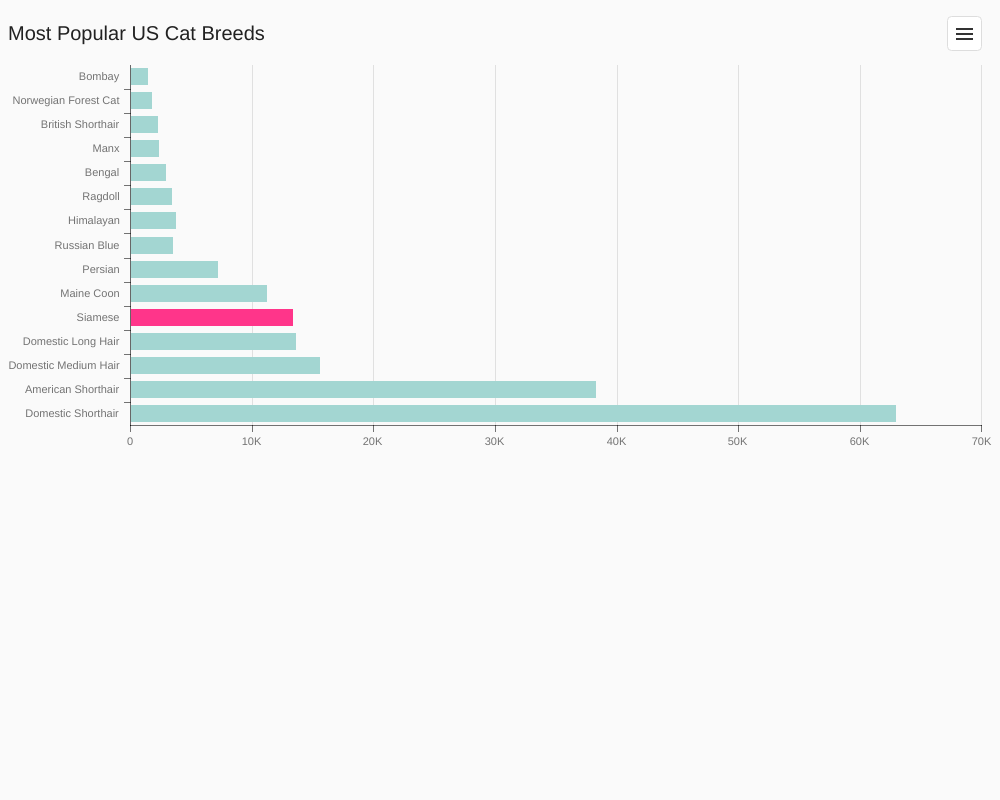 Most Popular US Cat Breeds
Bombay
Norwegian Forest Cat
British Shorthair
Manx
Bengal
Ragdoll
Himalayan
Russian Blue
Persian
Maine Coon
Siamese
Domestic Long Hair
Domestic Medium Hair
American Shorthair
Domestic Shorthair
0 10K 20K 30K 40K 50K 60K 70K